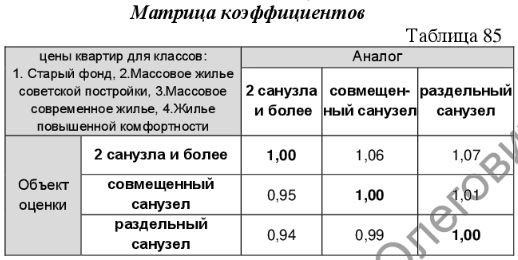 Матрица коэффициентов
Таблица 85
цены квартир для классов:
1. Старый фонд, 2.Массовое жилье
советской постройки, 3.Массовое
современное жилье, 4.Жилье
повышенной комфортности
Аналог
2 санузла
и более
совмещен-
ный санузел
раздельный
санузел
Объект
оценки
2 санузла и более 1,00 1,06 1,07
совмещенный
санузел
0,95 1,00 1,01
раздельный
санузел
0,94 0,99 1,00